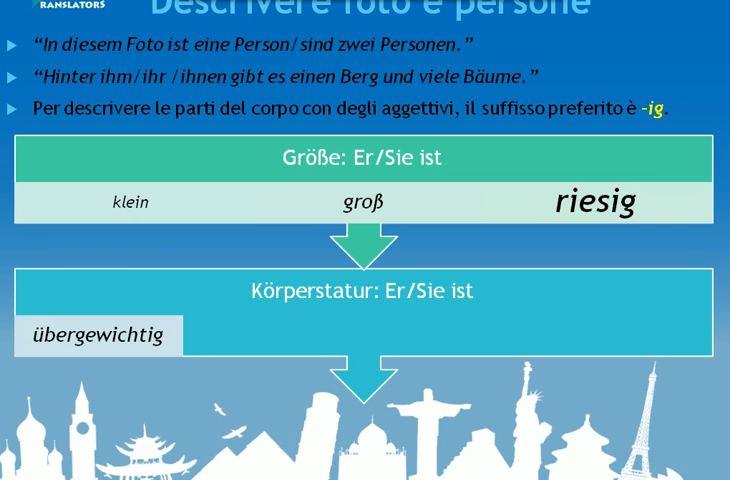 TRANSLATORS
Descrivere foto e persone
“In diesem Foto ist eine Person/sind zwei Personen.”
“Hinter ihm/ihr /ihnen gibt es einen Berg und viele Bäume.”
Per descrivere le parti del corpo con degli aggettivi, il suffisso preferito è -ig.
Größe: Er/Sie ist
klein groß riesig
Körperstatur: Er/Sie ist
übergewichtig